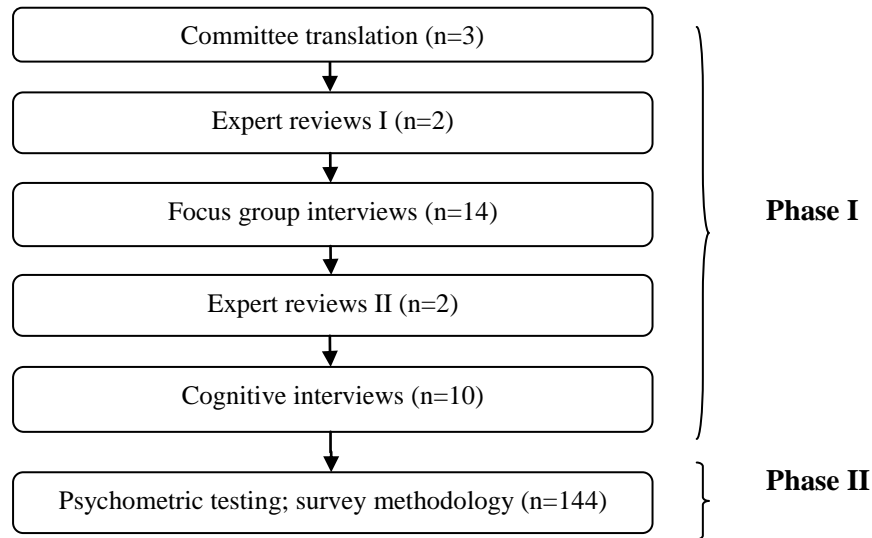 Committee translation (n=3)
Expert reviews I (n=2)
Focus group interviews (n=14)
Expert reviews II (n=2)
Cognitive interviews (n=10)
Phase I
Psychometric testing; survey methodology (n=144)
Phase II